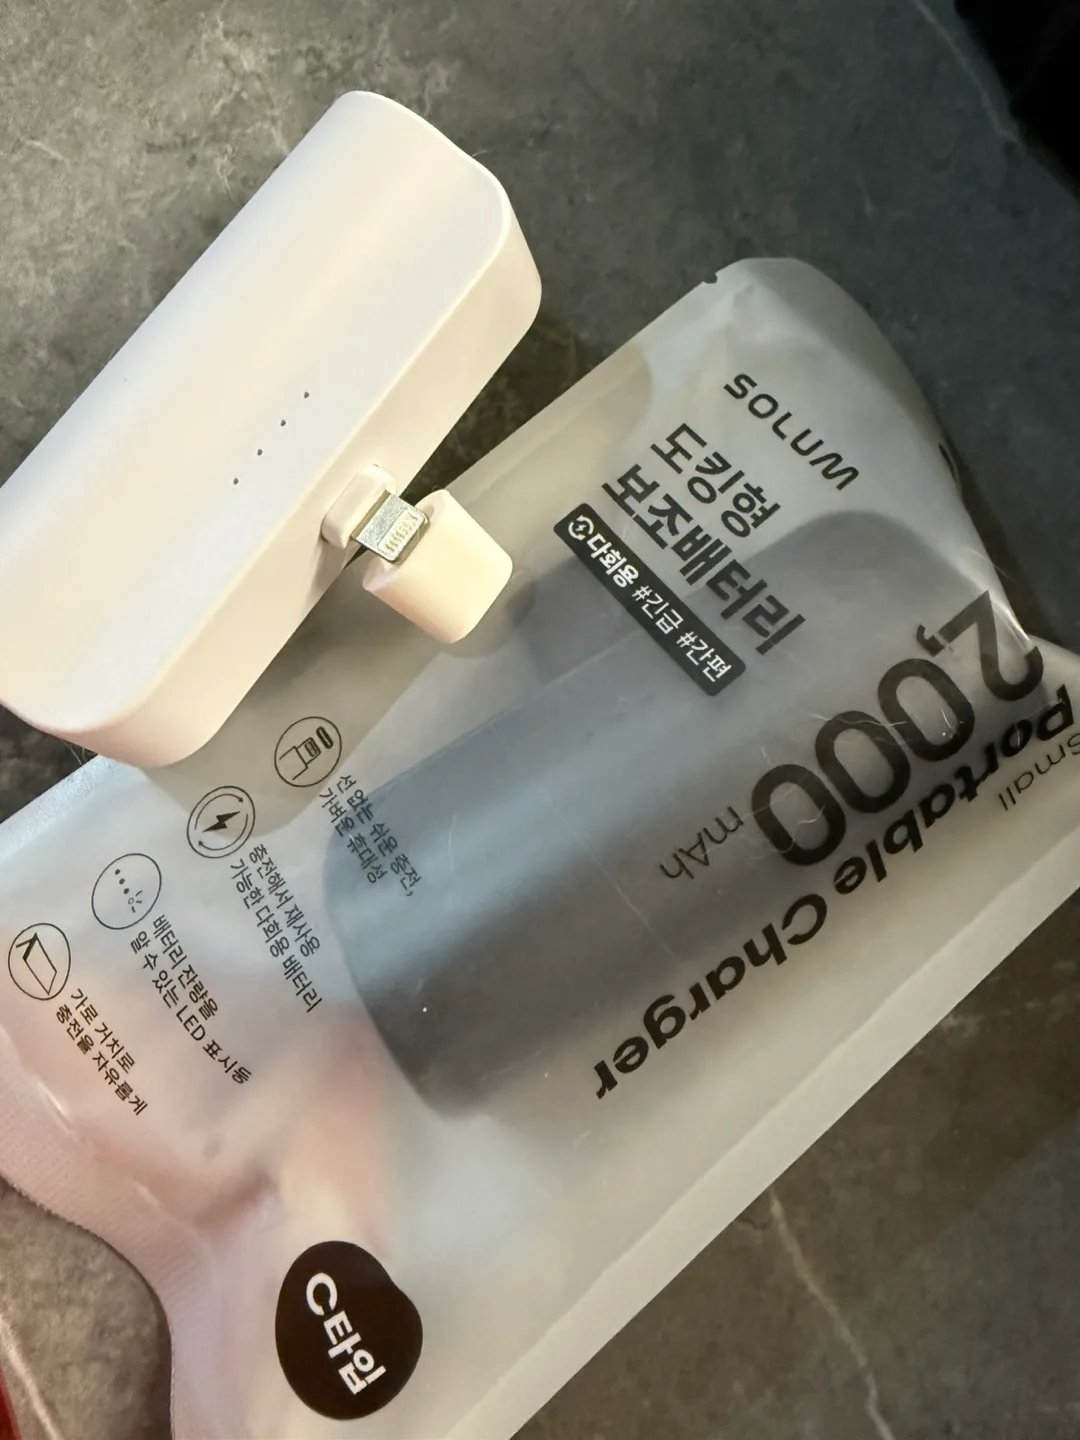 SOLUM
도킹형
보조배터리
다회용 #긴급 #간편
2,000 mAh
Small
Portable Charger
선 없는 쉬운 충전,
가벼운 휴대성
충전해서 재사용
가능한 다회용 배터리
배터리 잔량을
알 수 있는 LED 표시등
가로 거치로
충전을 자유롭게
C타입